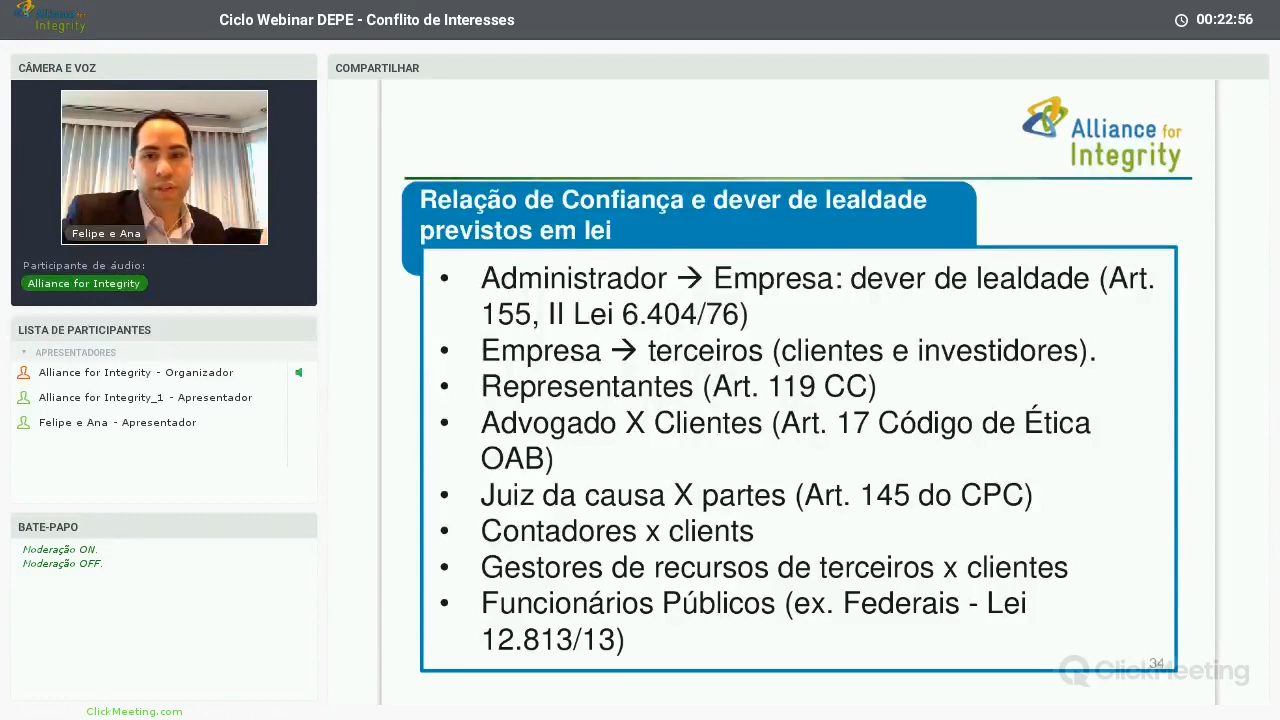 Alliance for
Integrity
Ciclo Webinar DEPE - Conflito de Interesses
00:22:56
CÂMERA E VOZ
Felipe e Ana
Participante de áudio:
Alliance for Integrity
LISTA DE PARTICIPANTES
APRESENTADORES
Alliance for Integrity - Organizador
Alliance for Integrity_1 - Apresentador
Felipe e Ana - Apresentador
BATE-PAPO
Moderação ON.
Moderação OFF.
ClickMeeting.com
COMPARTILHAR
Alliance for
Integrity
Relação de Confiança e dever de lealdade
previstos em lei
• Administrador → Empresa: dever de lealdade (Art.
155, II Lei 6.404/76)
• Empresa → terceiros (clientes e investidores).
• Representantes (Art. 119 CC)
• Advogado X Clientes (Art. 17 Código de Ética
OAB)
• Juiz da causa X partes (Art. 145 do CPC)
• Contadores x clients
• Gestores de recursos de terceiros x clientes
• Funcionários Públicos (ex. Federais - Lei
12.813/13)
34
ClickMeeting